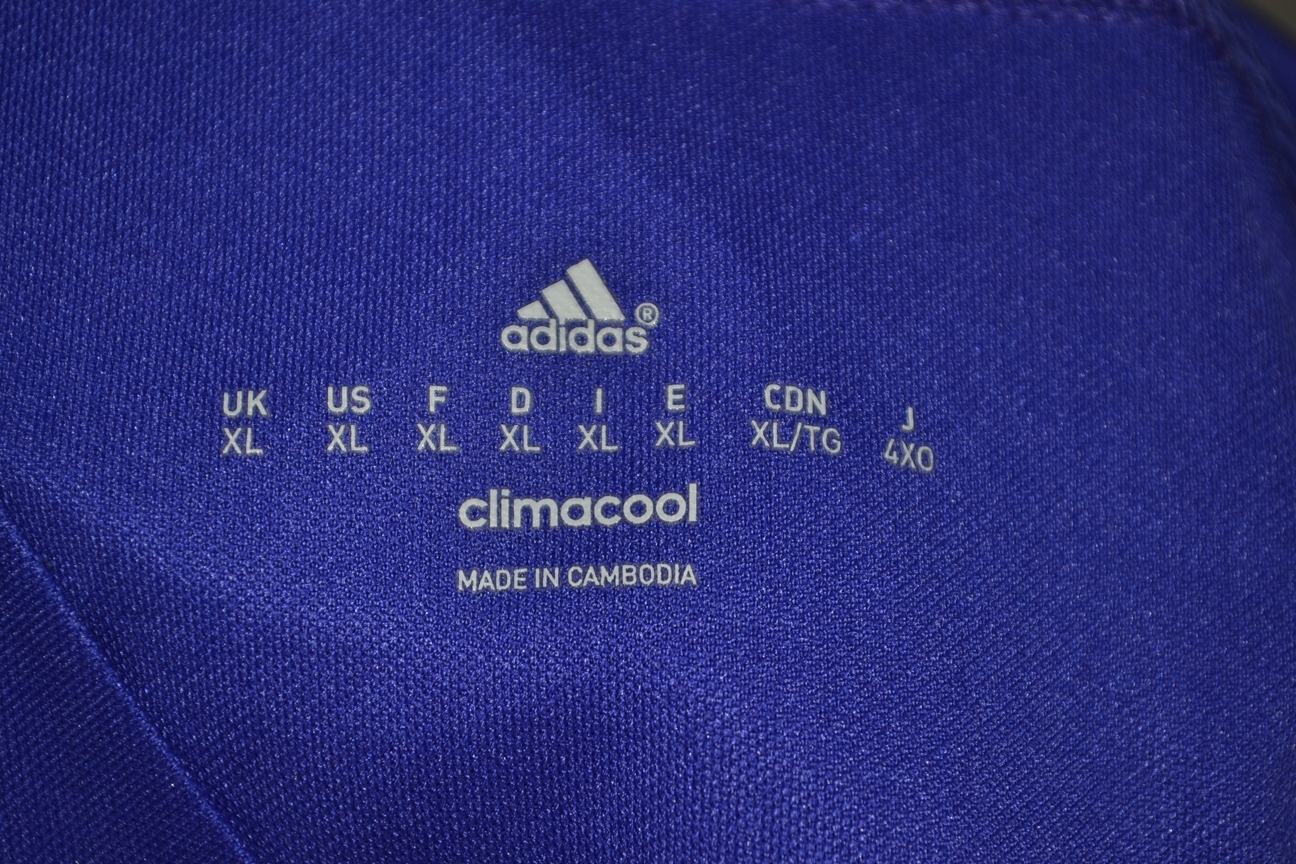 adidas®
UK US F D I E CDN J
XL XL XL XL XL XL XL/TG 4XO
climacool
MADE IN CAMBODIA